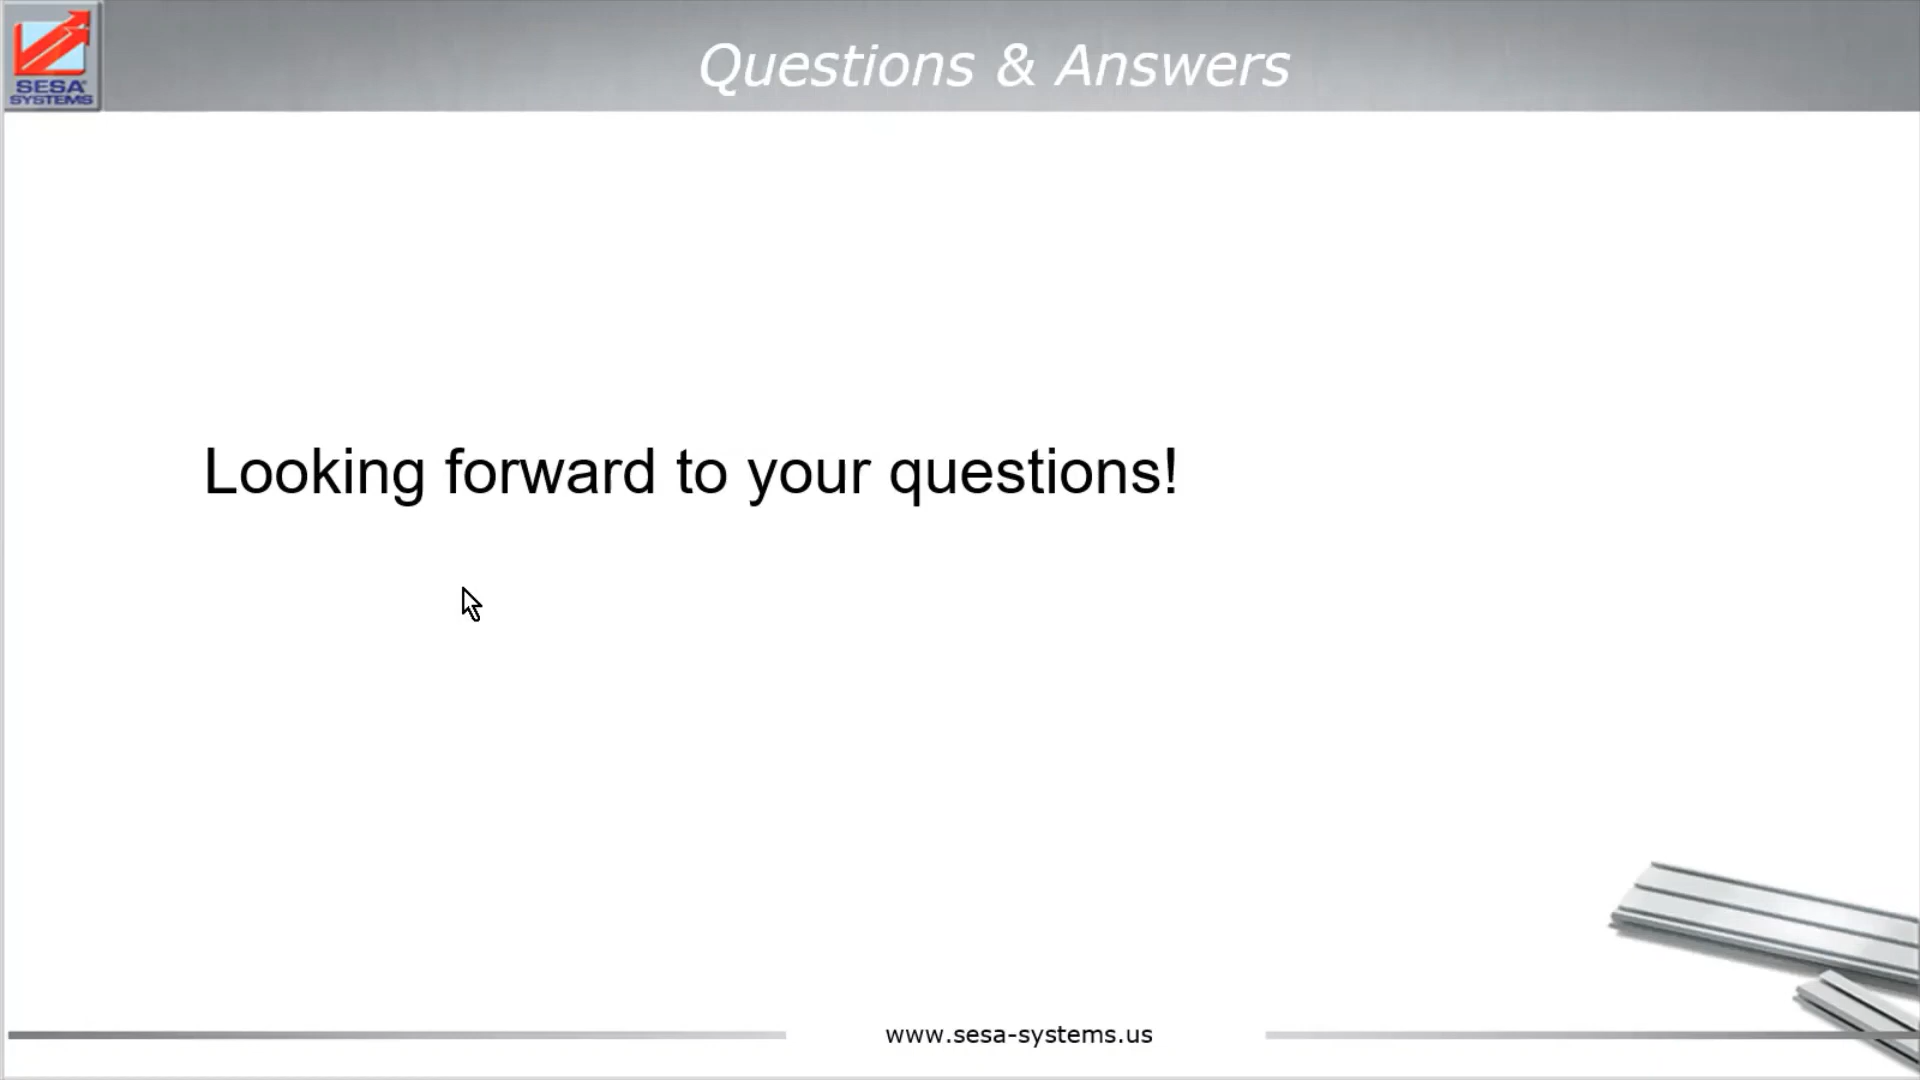 SESA
SYSTEMS
Questions & Answers
Looking forward to your questions!
www.sesa-systems.us